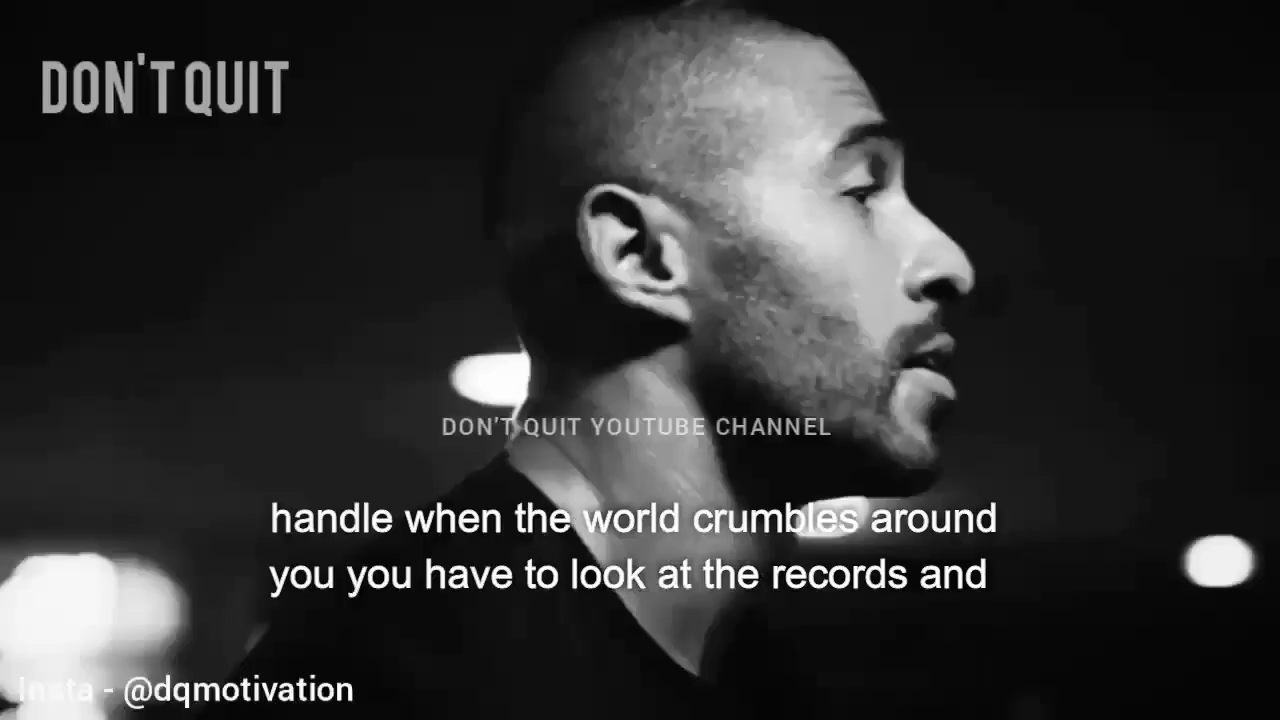 DON'T QUIT
DON'T QUIT YOUTUBE CHANNEL
handle when the world crumbles around
you you have to look at the records and
Insta - @dqmotivation